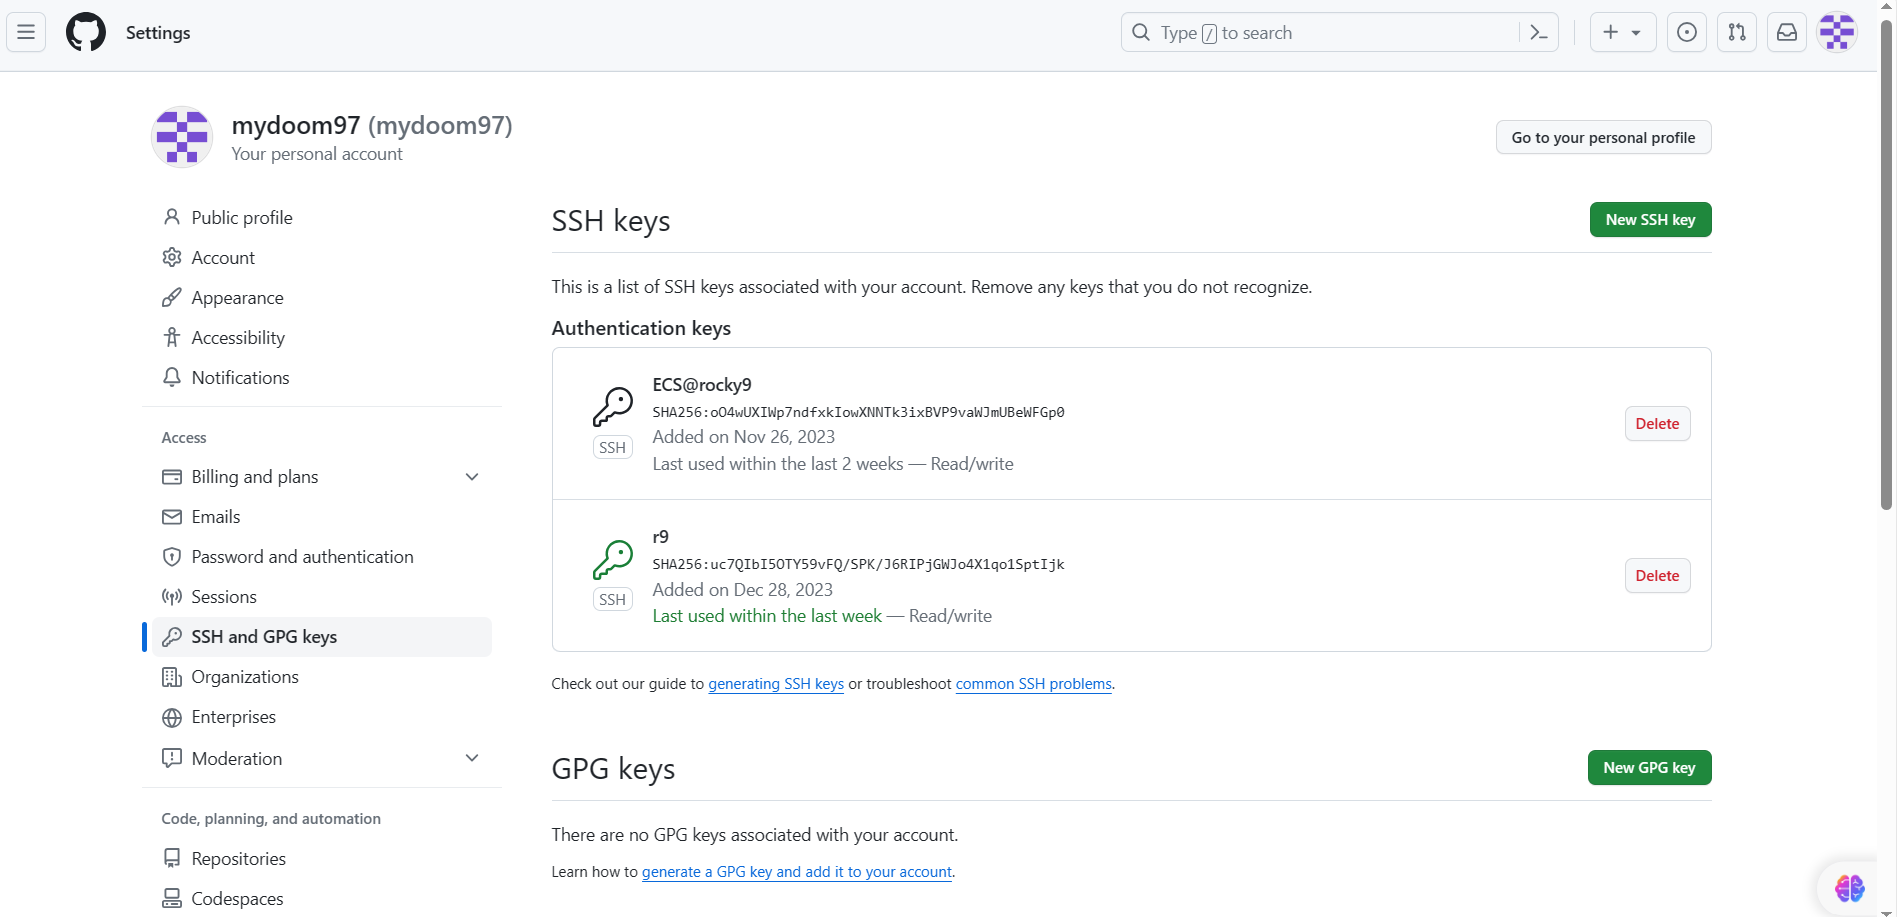 Settings
Type / to search
mydoom97 (mydoom97)
Your personal account
Go to your personal profile
Public profile
Account
Appearance
Accessibility
Notifications
Access
Billing and plans
Emails
Password and authentication
Sessions
SSH and GPG keys
Organizations
Enterprises
Moderation
Code, planning, and automation
Repositories
Codespaces
SSH keys
New SSH key
This is a list of SSH keys associated with your account. Remove any keys that you do not recognize.
Authentication keys
ECS@rocky9
SHA256:oO4wUXIWp7ndfxkIowXNNTk3ixBVP9vaWJmUBeWFGp0
Added on Nov 26, 2023
Last used within the last 2 weeks — Read/write
SSH
Delete
r9
SHA256:uc7QIbI5OTY59vFQ/SPK/J6RIPjGWJo4X1qo1SptIjk
Added on Dec 28, 2023
Last used within the last week — Read/write
SSH
Delete
Check out our guide to generating SSH keys or troubleshoot common SSH problems.
GPG keys
New GPG key
There are no GPG keys associated with your account.
Learn how to generate a GPG key and add it to your account.